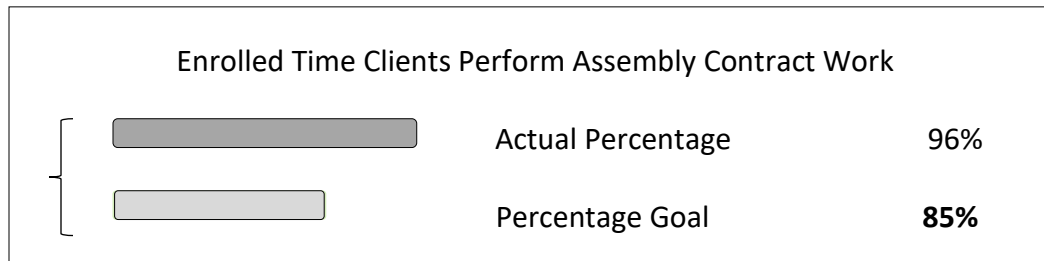 Enrolled Time Clients Perform Assembly Contract Work
Actual Percentage 96%
Percentage Goal 85%